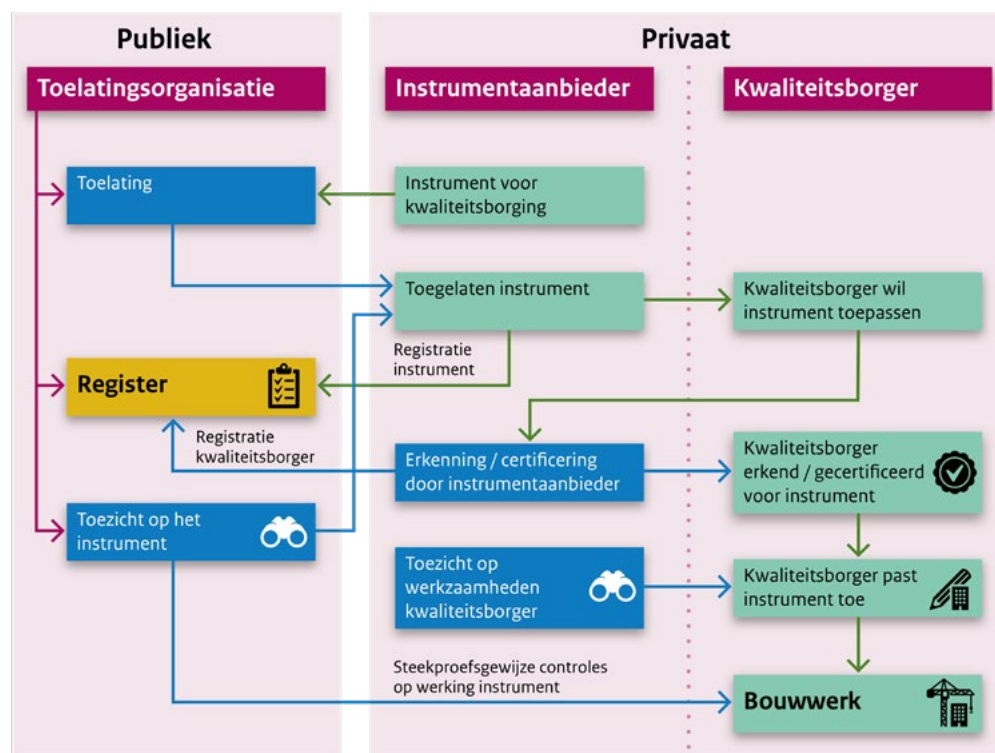 Publiek
Privaat
Toelatingsorganisatie
Instrumentaanbieder
Kwaliteitsborger
Toelating
Instrument voor
kwaliteitsborging
Toegelaten instrument
Kwaliteitsborger wil
instrument toepassen
Registratie
instrument
Register
Registratie
kwaliteitsborger
Erkenning / certificering
door instrumentaanbieder
Kwaliteitsborger
erkend / gecertificeerd
voor instrument
Toezicht op het
instrument
Toezicht op
werkzaamheden
kwaliteitsborger
Kwaliteitsborger past
instrument toe
Steekproefsgewijze controles
op werking instrument
Bouwwerk